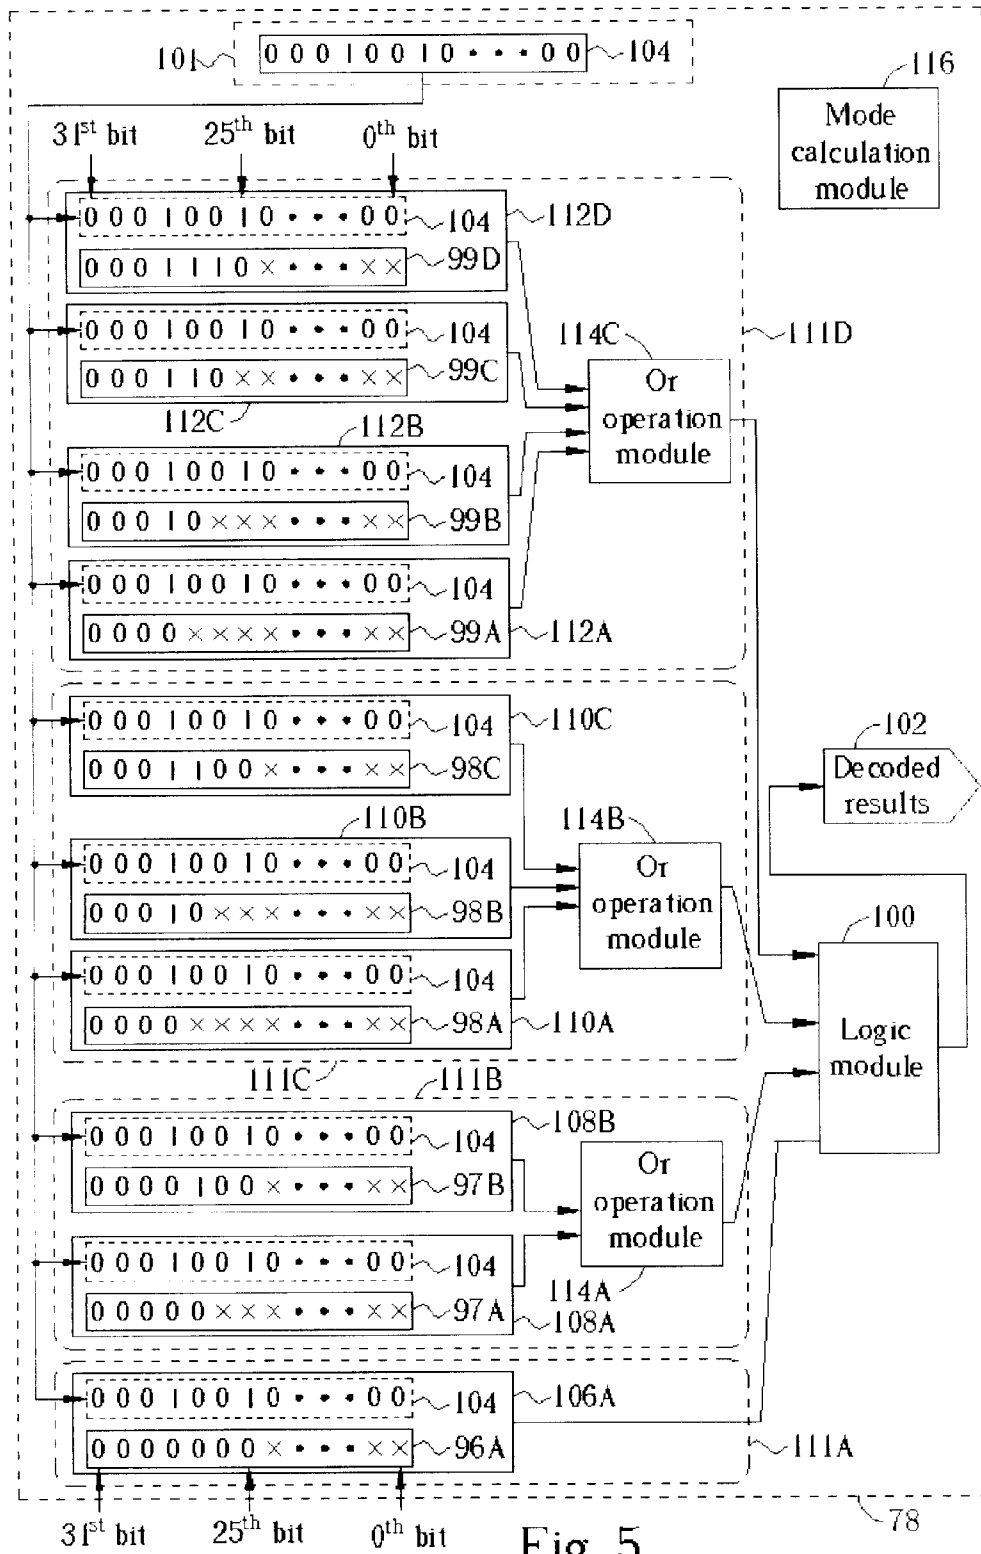 101 0 0 0 1 0 0 1 0 • • • 0 0 104
116
Mode
calculation
module
31st bit 25th bit 0th bit
0 0 0 1 0 0 1 0 • • • 0 0 104 112D
0 0 0 1 1 1 0 × • • • × × 99D
0 0 0 1 0 0 1 0 • • • 0 0 104
0 0 0 1 1 0 × × • • • × × 99C
112C
111D
114C
Or
operation
module
112B
0 0 0 1 0 0 1 0 • • • 0 0 104
0 0 0 1 0 × × × • • • × × 99B
0 0 0 1 0 0 1 0 • • • 0 0 104
0 0 0 0 × × × × • • • × × 99A 112A
0 0 0 1 0 0 1 0 • • • 0 0 104 110C
0 0 0 1 1 0 0 × • • • × × 98C
110B
114B
Or
operation
module
0 0 0 1 0 0 1 0 • • • 0 0 104
0 0 0 1 0 × × × • • • × × 98B
0 0 0 1 0 0 1 0 • • • 0 0 104
0 0 0 0 × × × × • • • × × 98A 110A
111C 111B
102
Decoded
results
100
Logic
module
0 0 0 1 0 0 1 0 • • • 0 0 104 108B
0 0 0 0 1 0 0 × • • • × × 97B
Or
operation
module
114A
0 0 0 1 0 0 1 0 • • • 0 0 104
0 0 0 0 0 × × × • • • × × 97A 108A
0 0 0 1 0 0 1 0 • • • 0 0 104 106A
0 0 0 0 0 0 0 × • • • × × 96A 111A
31st bit 25th bit 0th bit
78
Fig. 5